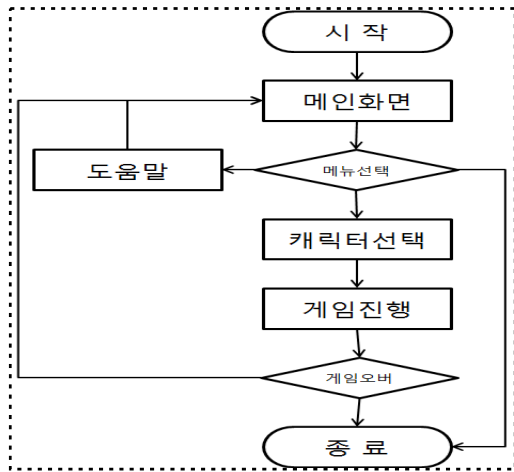 시 작
메인화면
도움말
메뉴선택
캐릭터선택
게임진행
게임오버
종 료